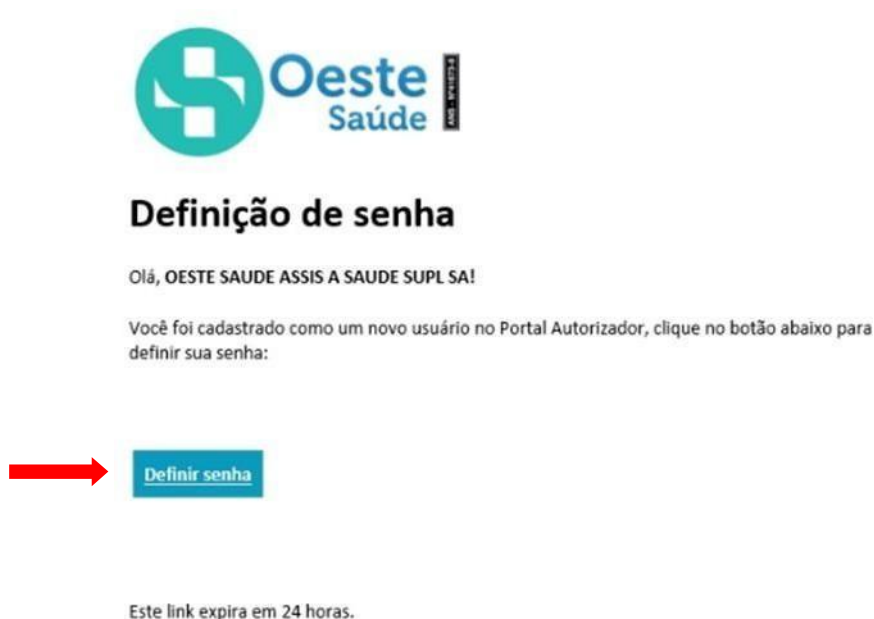 Oeste
Saúde
Definição de senha
Olá, OESTE SAUDE ASSIS A SAUDE SUPL SA!
Você foi cadastrado como um novo usuário no Portal Autorizador, clique no botão abaixo para
definir sua senha:
Definir senha
Este link expira em 24 horas.